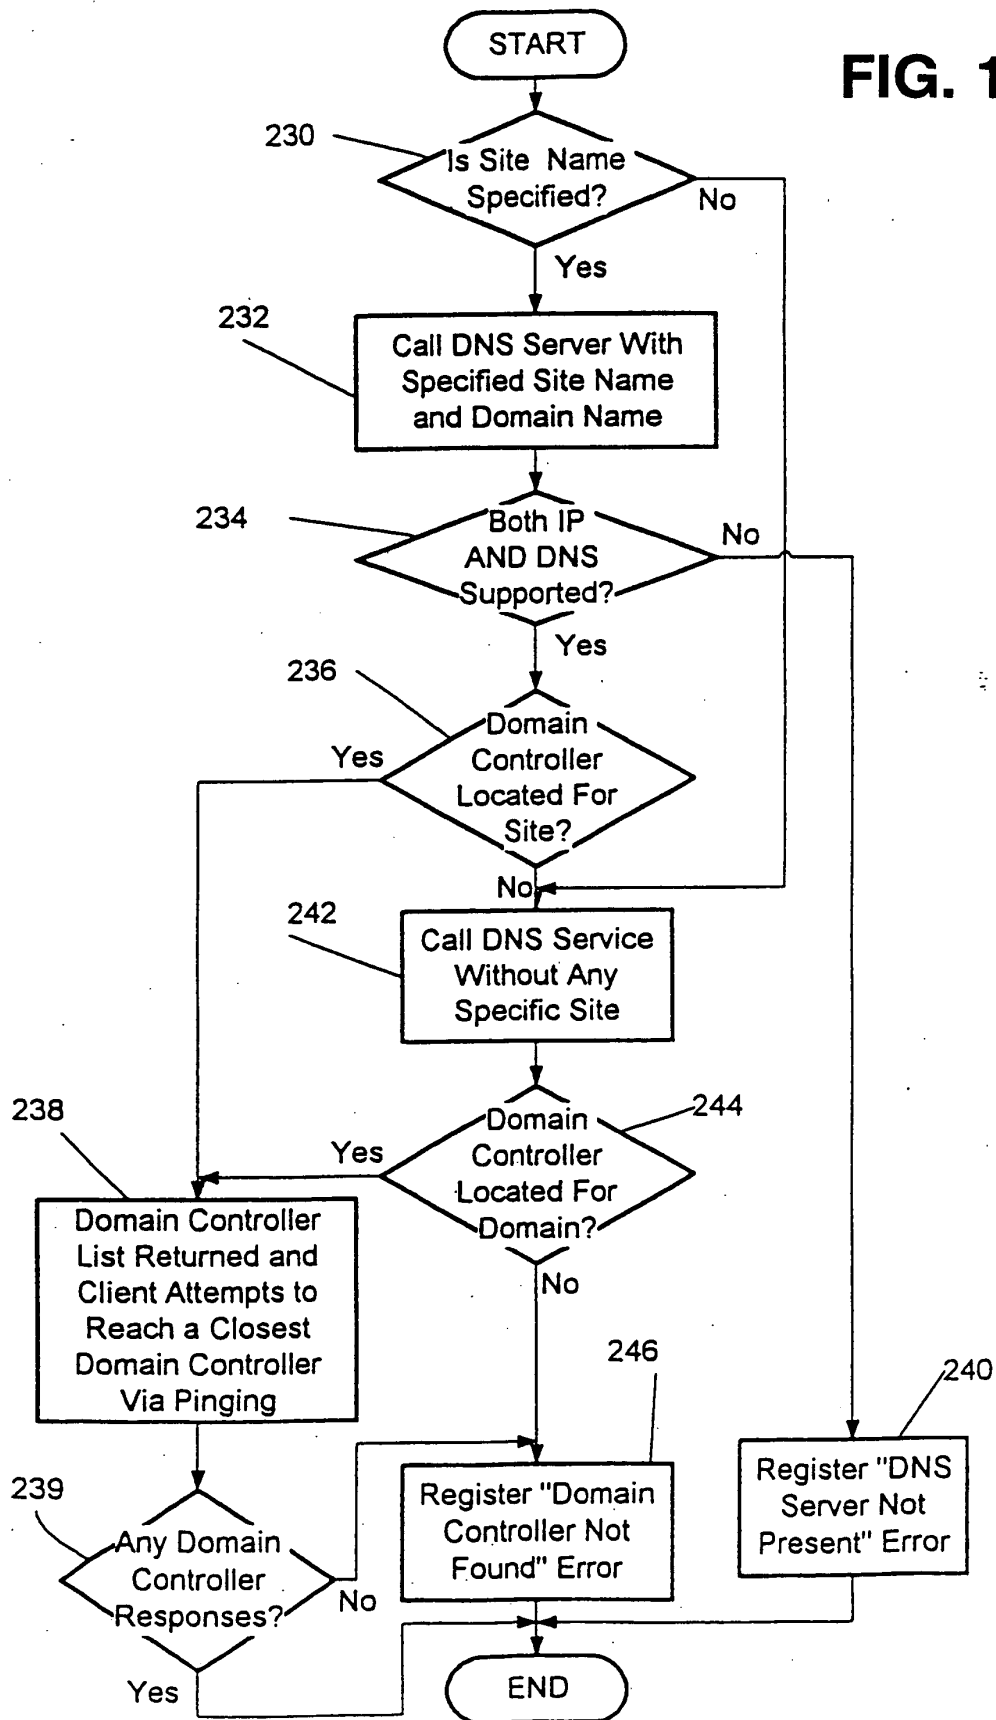 START
FIG. 1
230
Is Site Name
Specified?
No
Yes
232
Call DNS Server With
Specified Site Name
and Domain Name
234
Both IP
AND DNS
Supported?
No
Yes
236
Domain
Controller
Located For
Site?
Yes
No
242
Call DNS Service
Without Any
Specific Site
238
244
Domain
Controller
Located For
Domain?
Yes
No
Domain Controller
List Returned and
Client Attempts to
Reach a Closest
Domain Controller
Via Pinging
246
240
Register "Domain
Controller Not
Found" Error
Register "DNS
Server Not
Present" Error
239
Any Domain
Controller
Responses?
No
Yes
END